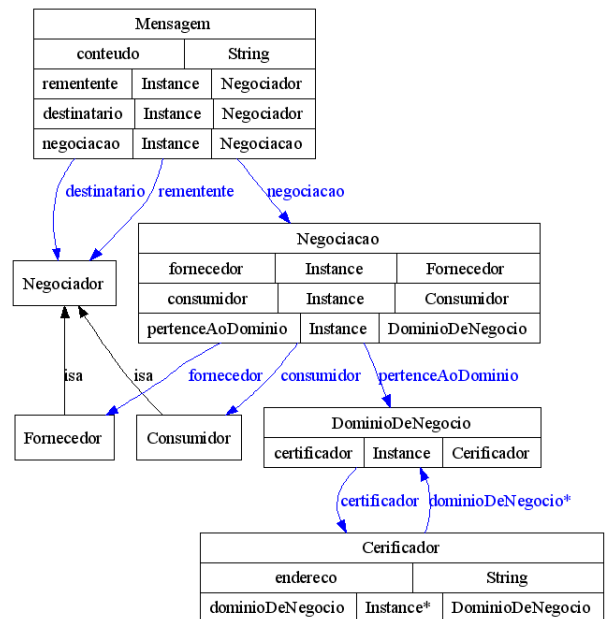 Mensagem
conteudo String
rementente Instance Negociador
destinatario Instance Negociador
negociacao Instance Negociacao
destinatario rementente negociacao
Negociacao
fornecedor Instance Fornecedor
consumidor Instance Consumidor
pertenceAoDominio Instance DominioDeNegocio
Negociador
isa isa fornecedor consumidor pertenceAoDominio
Fornecedor Consumidor
DominioDeNegocio
certificador Instance Cerificador
certificador dominioDeNegocio*
Cerificador
endereco String
dominioDeNegocio Instance* DominioDeNegocio